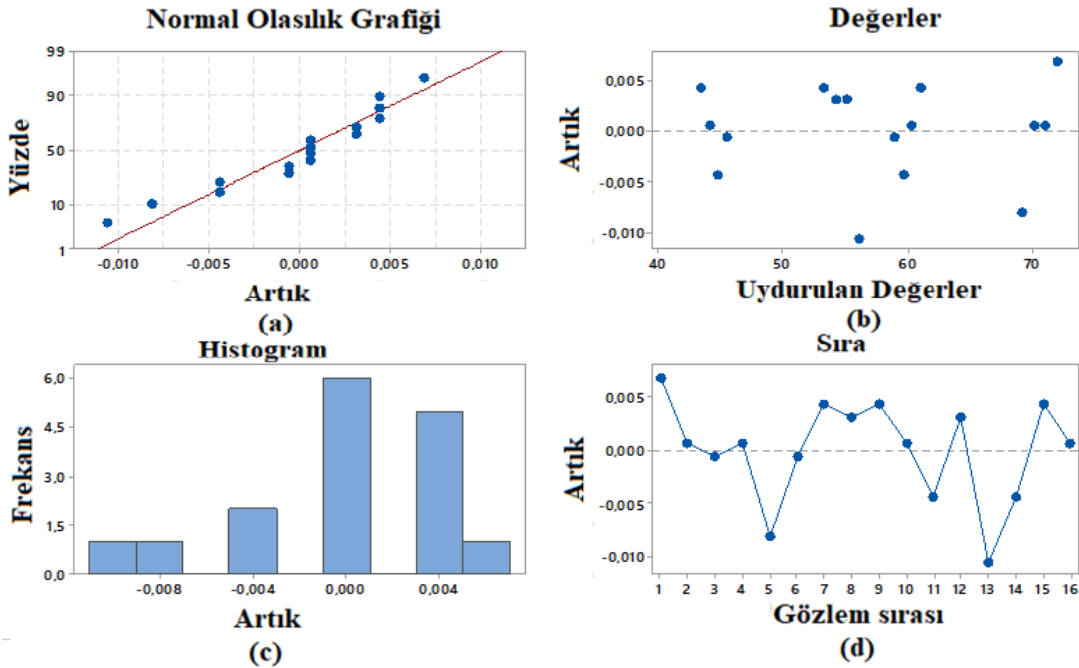 Normal Olasılık Grafiği
Yüzde
99
90
50
10
1
-0,010
-0,005
0,000
0,005
0,010
Artık
(a)
Değerler
Artık
0,005
0,000
-0,005
-0,010
40
50
60
70
Uydurulan Değerler
(b)
Histogram
Frekans
6,0
4,5
3,0
1,5
0,0
-0,008
-0,004
0,000
0,004
Artık
(c)
Sıra
Artık
0,005
0,000
-0,005
-0,010
1 2 3 4 5 6 7 8 9 10 11 12 13 14 15 16
Gözlem sırası
(d)